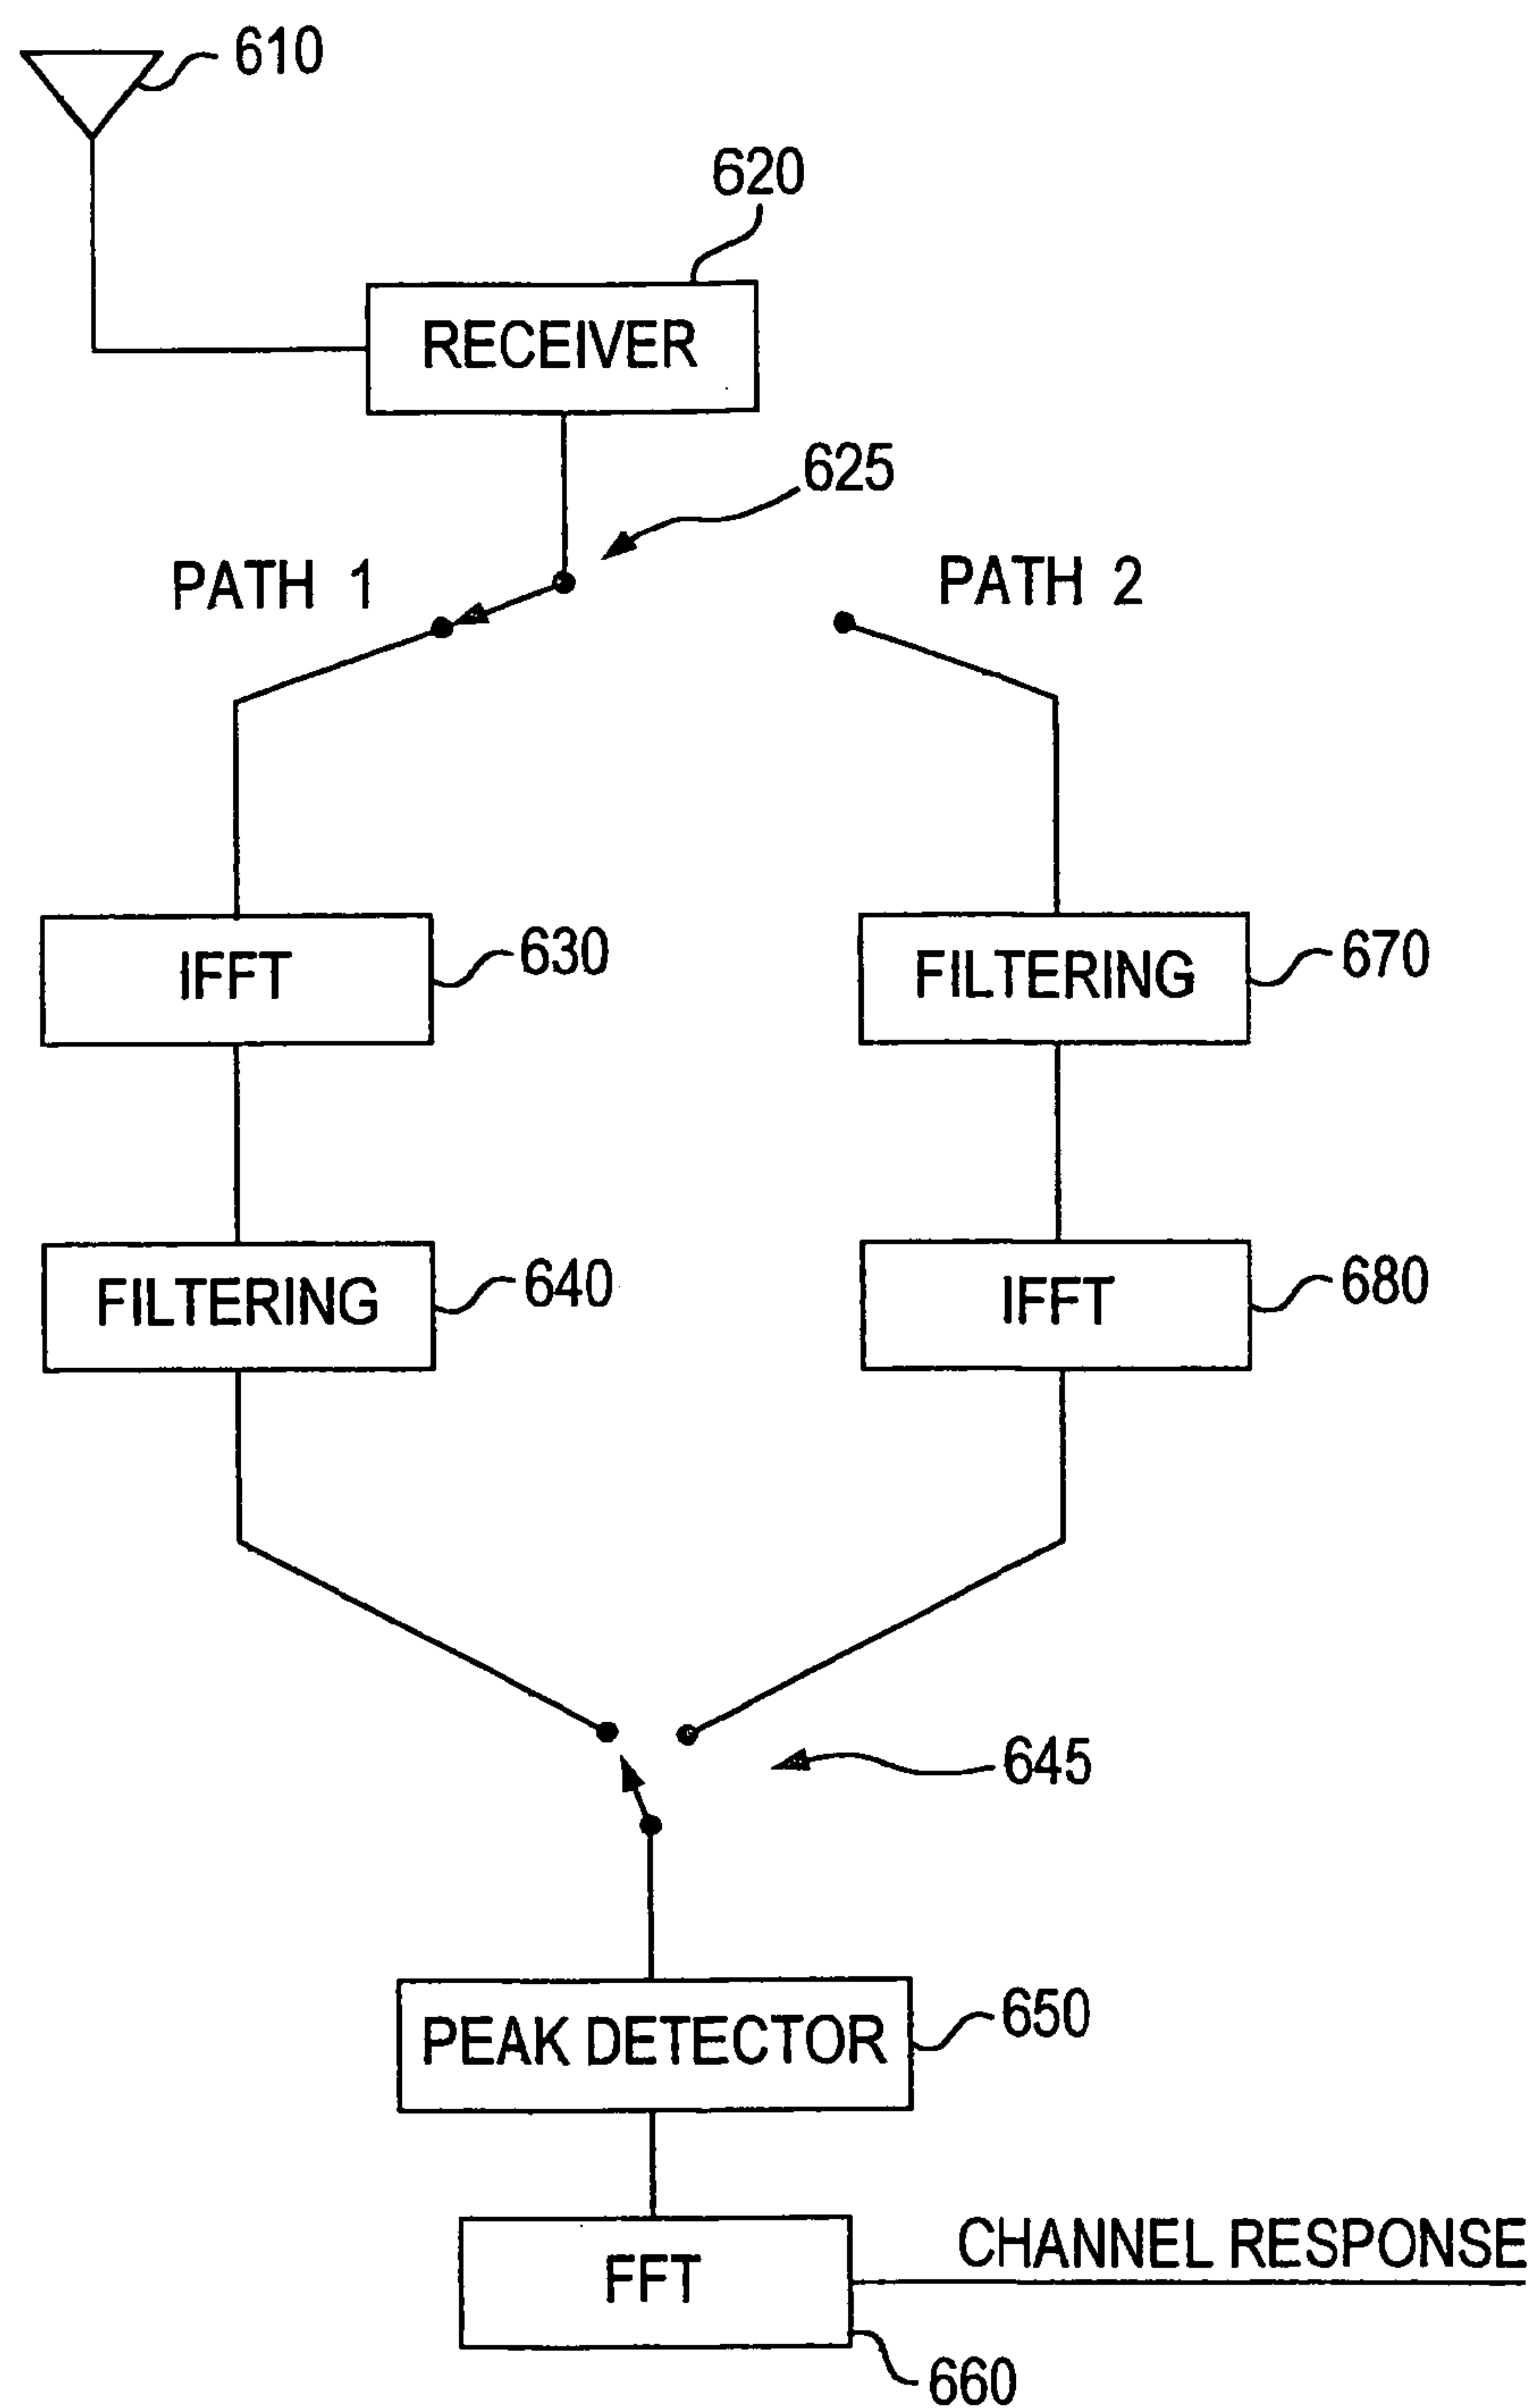 610
620
RECEIVER
625
PATH 1
PATH 2
IFFT
630
FILTERING
670
FILTERING
640
IFFT
680
645
PEAK DETECTOR
650
CHANNEL RESPONSE
FFT
660